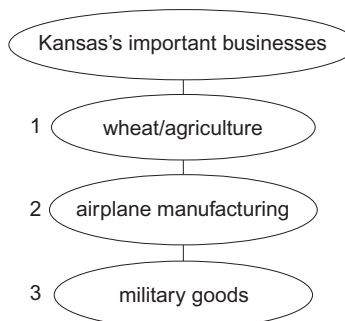 Kansas's important businesses
1 wheat/agriculture
2 airplane manufacturing
3 military goods